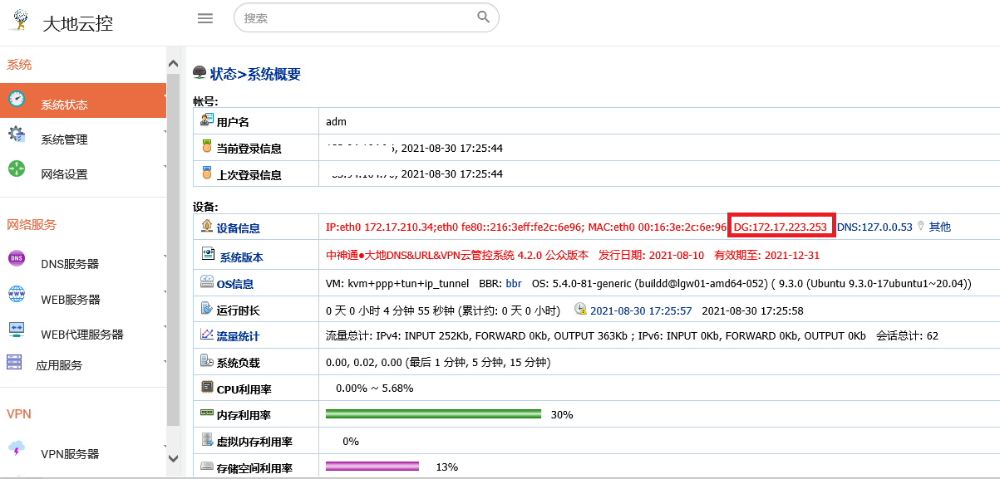 大地云控
搜索
系统
系统状态
系统管理
网络设置
网络服务
DNS DNS服务器
WEB服务器
WEB代理服务器
应用服务
VPN
VPN服务器
状态>系统概要
帐号:
用户名 adm
当前登录信息 , 2021-08-30 17:25:44
上次登录信息 , 2021-08-30 17:25:44
设备:
设备信息 IP:eth0 172.17.210.34;eth0 fe80::216:3eff:fe2c:6e96; MAC:eth0 00:16:3e:2c:6e:96 DG:172.17.223.253 DNS:127.0.0.53 其他
系统版本 中神通●大地DNS&URL&VPN云管控系统 4.2.0 公众版本 发行日期: 2021-08-10 有效期至: 2021-12-31
OS信息 VM: kvm+ppp+tun+ip_tunnel BBR: bbr OS: 5.4.0-81-generic (buildd@lgw01-amd64-052) ( 9.3.0 (Ubuntu 9.3.0-17ubuntu1~20.04))
运行时长 0 天 0 小时 4 分钟 55 秒钟 (累计约: 0 天 0 小时) 2021-08-30 17:25:57 2021-08-30 17:25:58
流量统计 流量总计: IPv4: INPUT 252Kb, FORWARD 0Kb, OUTPUT 363Kb ; IPv6: INPUT 0Kb, FORWARD 0Kb, OUTPUT 0Kb 会话总计: 62
系统负载 0.00, 0.02, 0.00 (最后 1 分钟, 5 分钟, 15 分钟)
CPU利用率 0.00% ~ 5.68%
内存利用率 30%
虚拟内存利用率 0%
存储空间利用率 13%